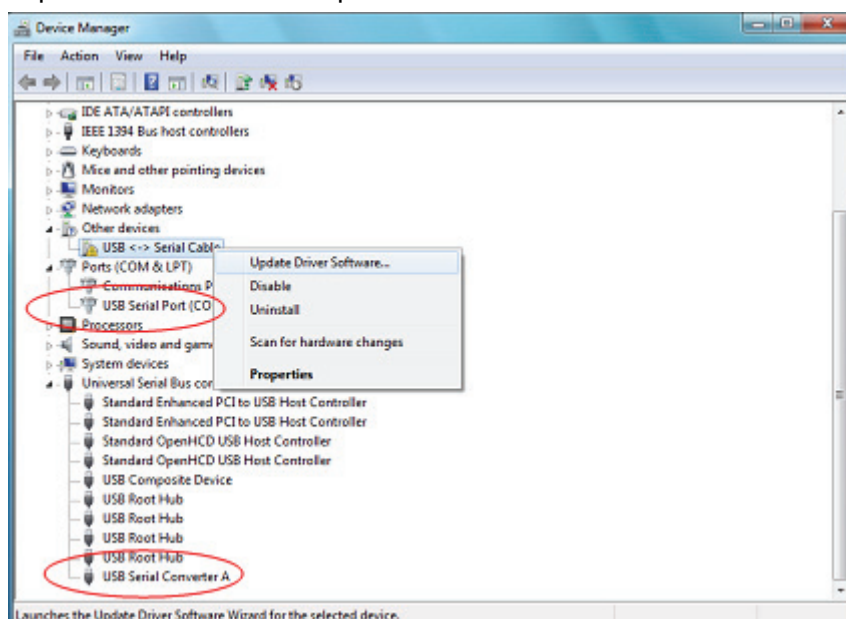 Device Manager
File Action View Help
IDE ATA/ATAPI controllers
IEEE 1394 Bus host controllers
Keyboards
Mice and other pointing devices
Monitors
Network adapters
Other devices
USB <-> Serial Cable
Ports (COM & LPT)
Communications P
USB Serial Port (CO
Processors
Sound, video and game
System devices
Universal Serial Bus con
Update Driver Software...
Disable
Uninstall
Scan for hardware changes
Properties
Standard Enhanced PCI to USB Host Controller
Standard Enhanced PCI to USB Host Controller
Standard OpenHCD USB Host Controller
Standard OpenHCD USB Host Controller
USB Composite Device
USB Root Hub
USB Root Hub
USB Root Hub
USB Root Hub
USB Serial Converter A
Launches the Update Driver Software Wizard for the selected device.